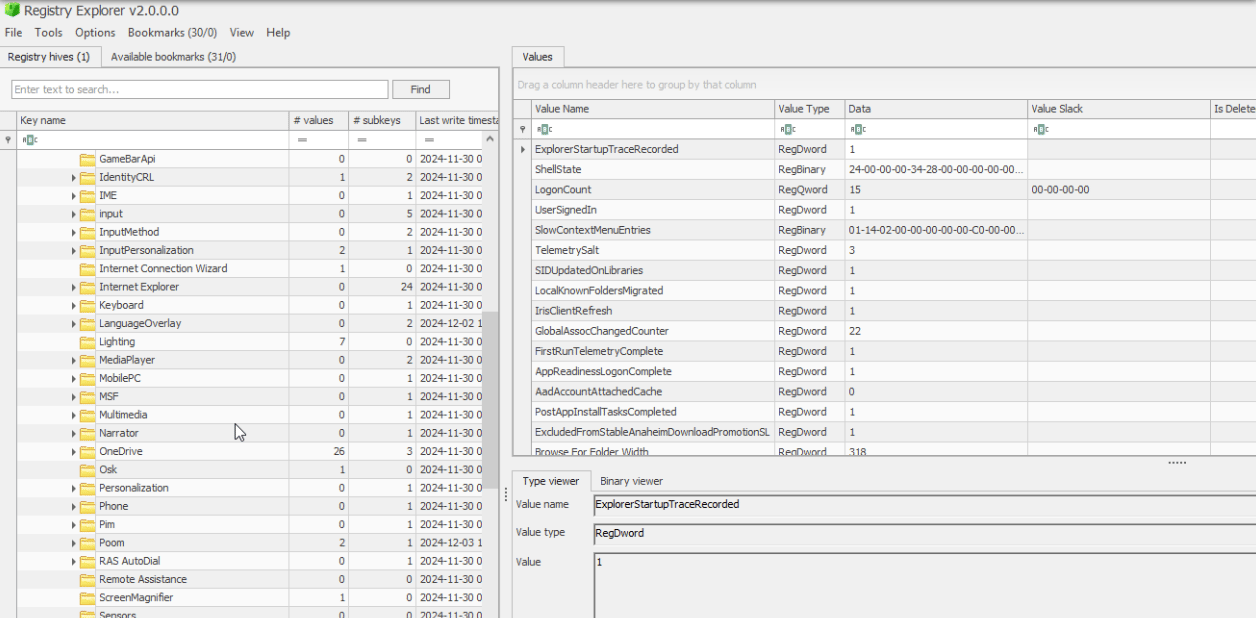 Registry Explorer v2.0.0.0
File Tools Options Bookmarks (30/0) View Help
Registry hives (1) Available bookmarks (31/0)
Enter text to search... Find
Key name # values # subkeys Last write timesta
GameBarApi 0 0 2024-11-30 0
IdentityCRL 1 2 2024-11-30 0
IME 0 1 2024-11-30 0
input 0 5 2024-11-30 0
InputMethod 0 2 2024-11-30 0
InputPersonalization 2 1 2024-11-30 0
Internet Connection Wizard 1 0 2024-11-30 0
Internet Explorer 0 24 2024-11-30 0
Keyboard 0 1 2024-11-30 0
LanguageOverlay 0 2 2024-12-02 1
Lighting 7 0 2024-11-30 0
MediaPlayer 0 2 2024-11-30 0
MobilePC 0 1 2024-11-30 0
MSF 0 1 2024-11-30 0
Multimedia 0 1 2024-11-30 0
Narrator 0 1 2024-11-30 0
OneDrive 26 3 2024-11-30 0
Osk 1 0 2024-11-30 0
Personalization 0 1 2024-11-30 0
Phone 0 1 2024-11-30 0
Pim 0 1 2024-11-30 0
Poom 2 1 2024-12-03 1
RAS AutoDial 0 1 2024-11-30 0
Remote Assistance 0 0 2024-11-30 0
ScreenMagnifier 1 0 2024-11-30 0
Sensors 0 0 2024-11-30 0
Values
Drag a column header here to group by that column
Value Name Value Type Data Value Slack Is Delete
ExplorerStartupTraceRecorded RegDword 1
ShellState RegBinary 24-00-00-00-34-28-00-00-00-00-00...
LogonCount RegQword 15 00-00-00-00
UserSignedIn RegDword 1
SlowContextMenuEntries RegBinary 01-14-02-00-00-00-00-00-C0-00-00...
TelemetrySalt RegDword 3
SIDUpdatedOnLibraries RegDword 1
LocalKnownFoldersMigrated RegDword 1
IrisClientRefresh RegDword 1
GlobalAssocChangedCounter RegDword 22
FirstRunTelemetryComplete RegDword 1
AppReadinessLogonComplete RegDword 1
AadAccountAttachedCache RegDword 0
PostAppInstallTasksCompleted RegDword 1
ExcludedFromStableAnaheimDownloadPromotionSL RegDword 1
Browse For Folder Width RegDword 318
Type viewer Binary viewer
Value name ExplorerStartupTraceRecorded
Value type RegDword
Value 1